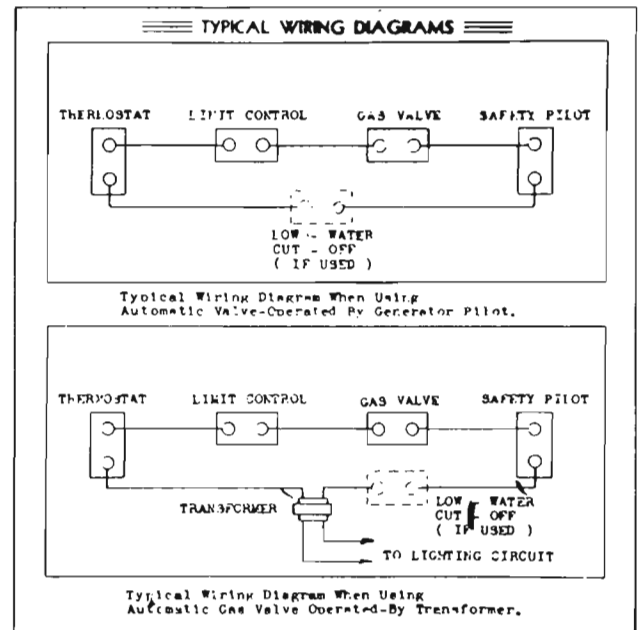 TYPICAL WIRING DIAGRAMS
THERMOSTAT LIMIT CONTROL GAS VALVE SAFETY PILOT
LOW - WATER
CUT - OFF
( IF USED )
Typical Wiring Diagram When Using
Automatic Valve-Operated By Generator Pilot.
THERMOSTAT LIMIT CONTROL GAS VALVE SAFETY PILOT
TRANSFORMER
LOW - WATER
CUT - OFF
( IF USED )
TO LIGHTING CIRCUIT
Typical Wiring Diagram When Using
Automatic Gas Valve Operated-By Transformer.